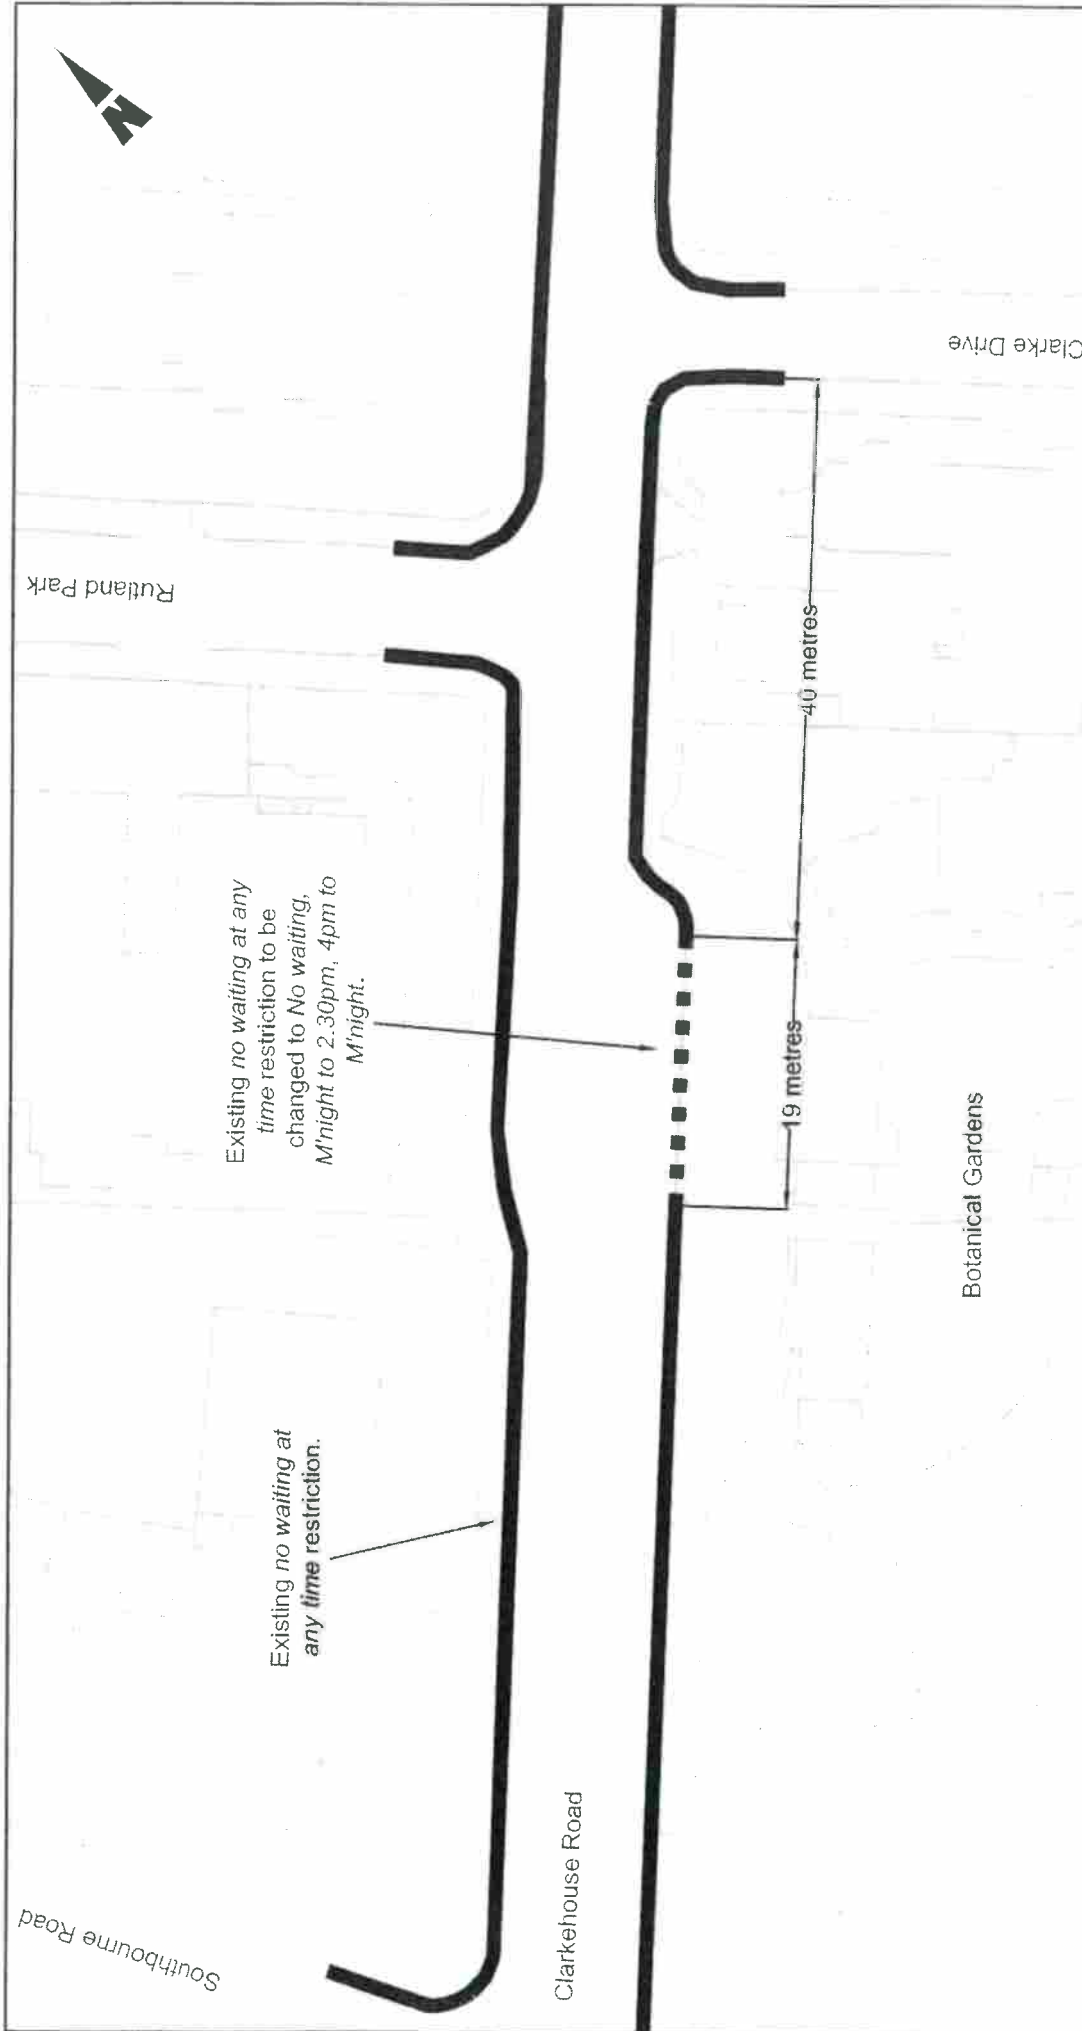 N
Southbourne Road
Rutland Park
Existing no waiting at any
time restriction to be
changed to No waiting,
M'night to 2.30pm, 4pm to
M'night.
Existing no waiting at
any time restriction.
Clarkehouse Road
Clarke Drive
40 metres
19 metres
Botanical Gardens